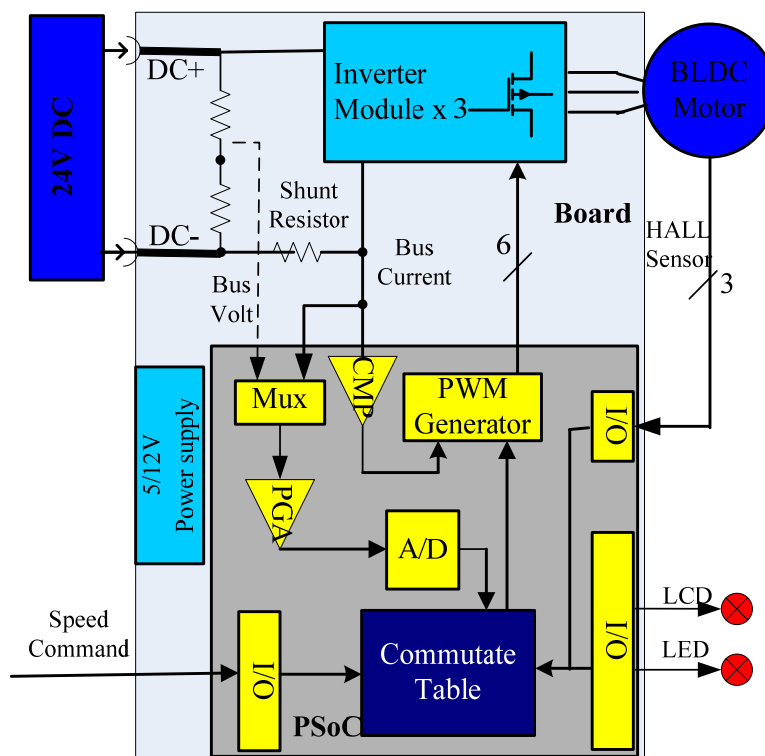 24V DC
DC+
DC-
Inverter
Module x 3
BLDC
Motor
Shunt
Resistor
Board
HALL
Sensor
Bus
Current
6
3
Bus
Volt
5/12V
Power supply
Mux
CMP
PWM
Generator
I/O
PGA
A/D
I/O
LCD
LED
Speed
Command
I/O
Commutate
Table
PSoC